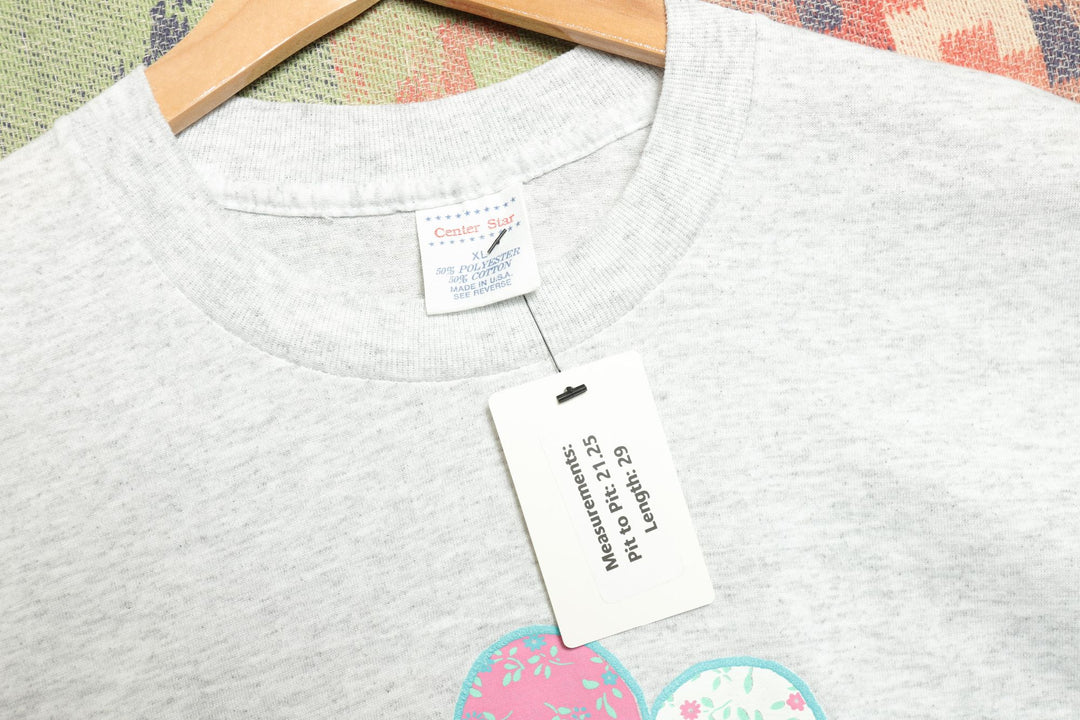 Center Star
XL
50% POLYESTER
50% COTTON
MADE IN U.S.A.
SEE REVERSE
Measurements:
Pit to Pit: 21.25
Length: 29